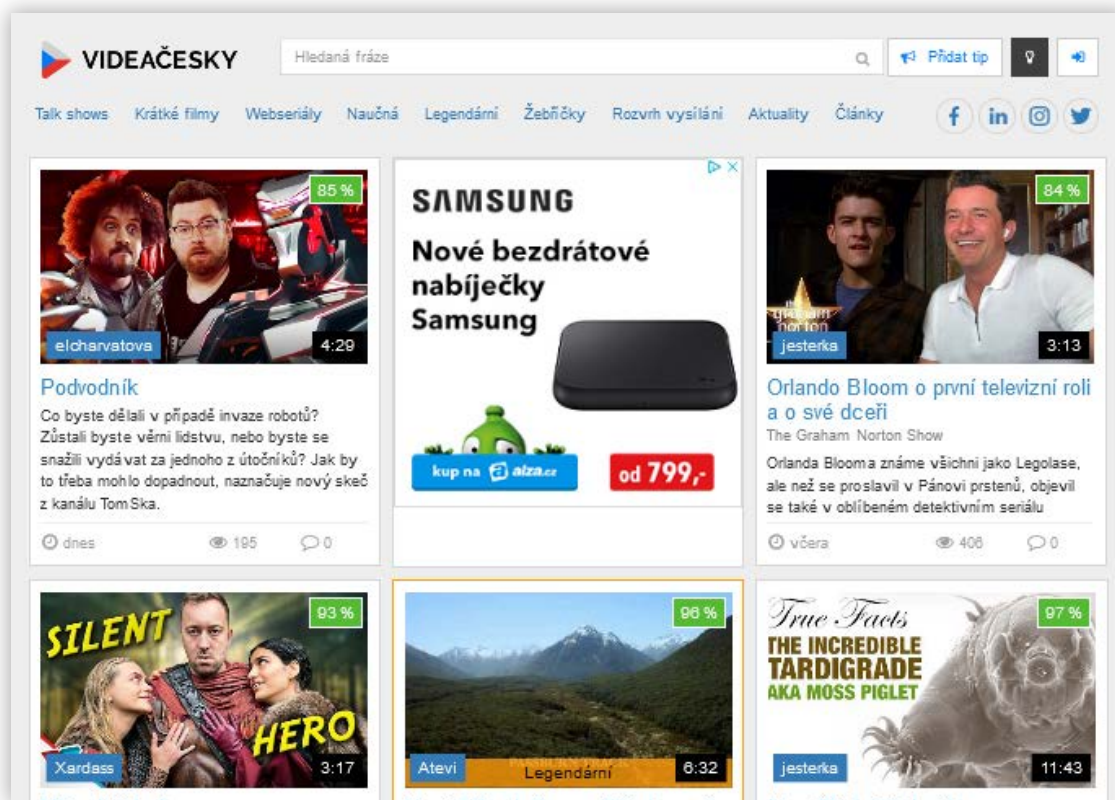 VIDEAČESKY
Hledaná fráze
Přidat tip
Talk shows Krátké filmy Webseriály Naučná Legendární Žebříčky Rozvrh vysílání Aktuality Články
85 %
elcharvatova
4:29
Podvodník
Co byste dělali v případě invaze robotů?
Zůstali byste věrni lidstvu, nebo byste se
snažili vydávat za jednoho z útočníků? Jak by
to třeba mohlo dopadnout, naznačuje nový skeč
z kanálu TomSka.
dnes 195 0
SAMSUNG
Nové bezdrátové
nabíječky
Samsung
kup na alza.cz
od 799,-
84 %
the
graham
norton
jesterka
3:13
Orlando Bloom o první televizní roli
a o své dceři
The Graham Norton Show
Orlanda Blooma známe všichni jako Legolase,
ale než se proslavil v Pánovi prstenů, objevil
se také v oblíbeném detektivním seriálu
včera 406 0
93 %
SILENT
HERO
Xardass
3:17
96 %
Atevi
Legendární
6:32
True Facts
THE INCREDIBLE
TARDIGRADE
AKA MOSS PIGLET
97 %
jesterka
11:43